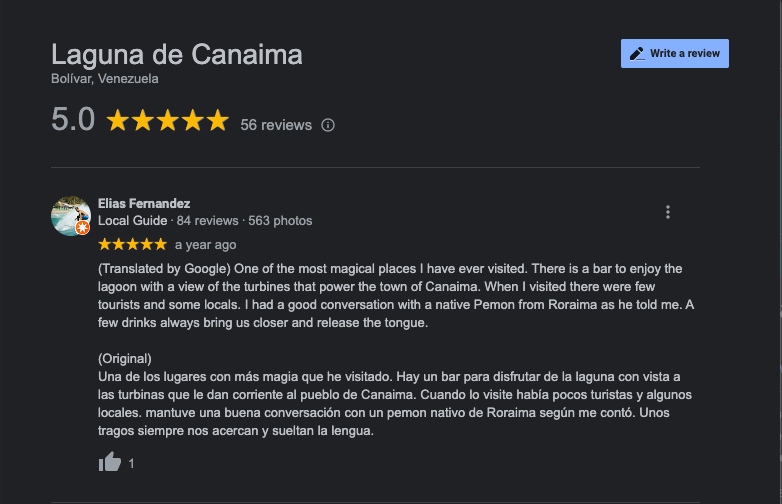 Laguna de Canaima
Write a review
Bolívar, Venezuela
5.0 56 reviews
Elias Fernandez
Local Guide · 84 reviews · 563 photos
a year ago
(Translated by Google) One of the most magical places I have ever visited. There is a bar to enjoy the
lagoon with a view of the turbines that power the town of Canaima. When I visited there were few
tourists and some locals. I had a good conversation with a native Pemon from Roraima as he told me. A
few drinks always bring us closer and release the tongue.
(Original)
Una de los lugares con más magia que he visitado. Hay un bar para disfrutar de la laguna con vista a
las turbinas que le dan corriente al pueblo de Canaima. Cuando lo visite había pocos turistas y algunos
locales. mantuve una buena conversación con un pemon nativo de Roraima según me contó. Unos
tragos siempre nos acercan y sueltan la lengua.
1